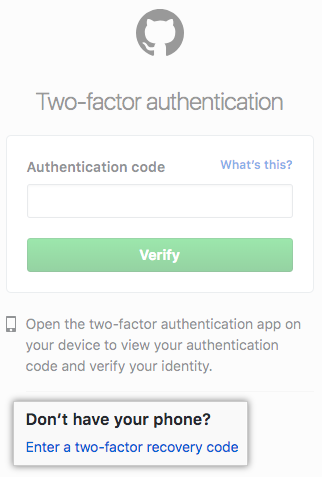 Two-factor authentication
Authentication code What's this?
Verify
Open the two-factor authentication app on
your device to view your authentication
code and verify your identity.
Don’t have your phone?
Enter a two-factor recovery code